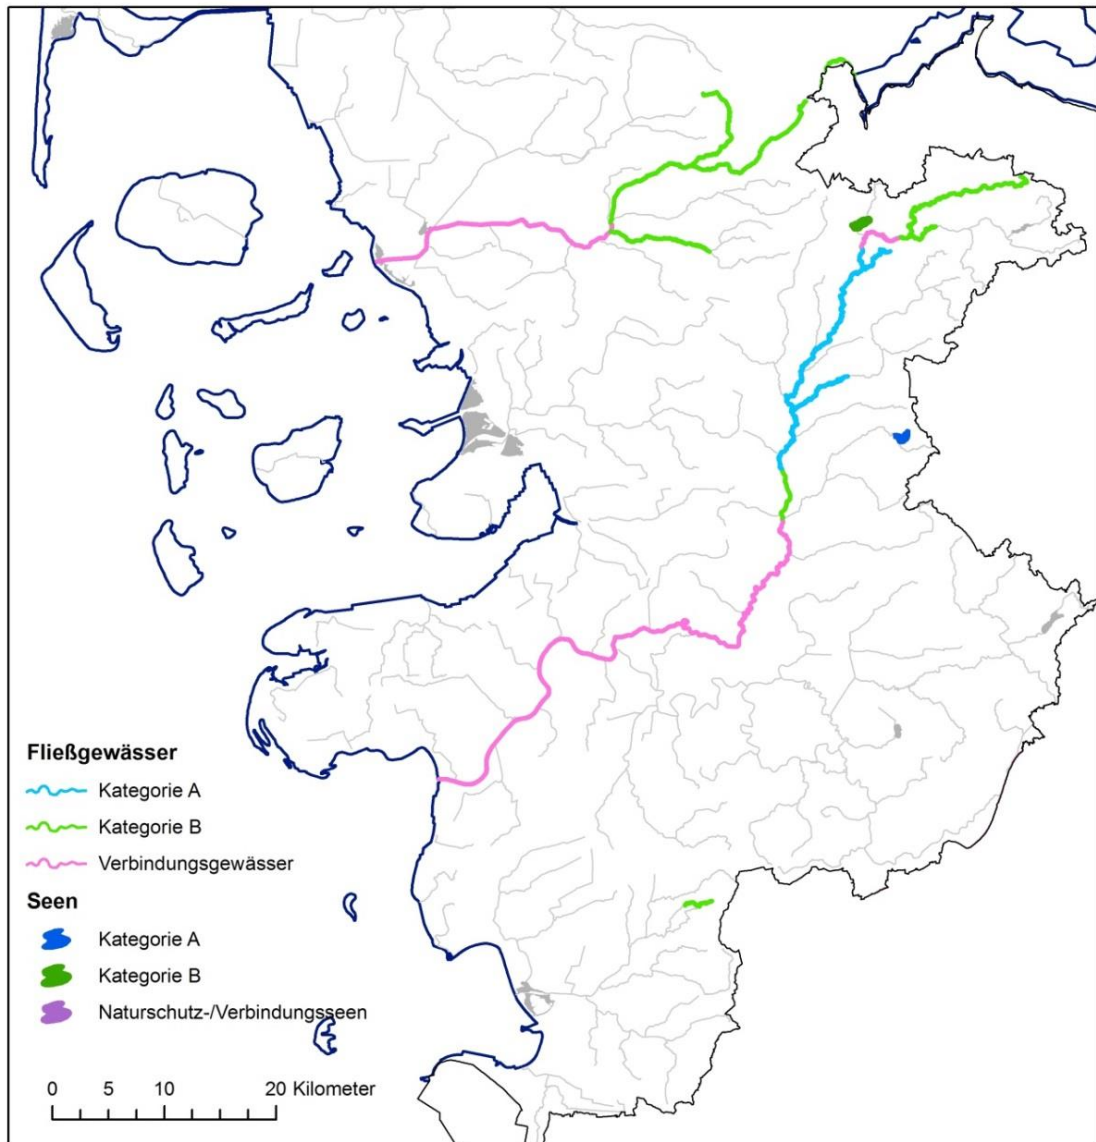 Fließgewässer
Kategorie A
Kategorie B
Verbindungsgewässer
Seen
Kategorie A
Kategorie B
Naturschutz-/Verbindungsseen
0 5 10 20 Kilometer